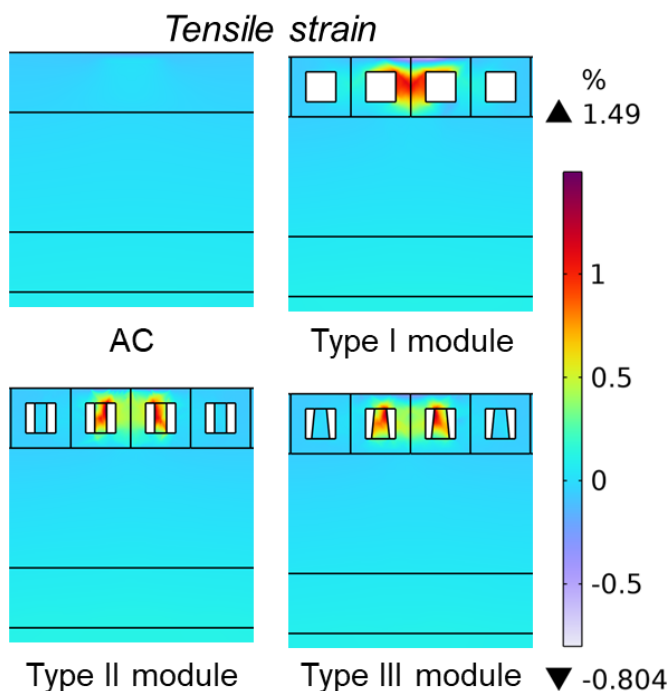 Tensile strain
%
▲ 1.49
1
0.5
0
-0.5
▼ -0.804
AC
Type I module
Type II module
Type III module